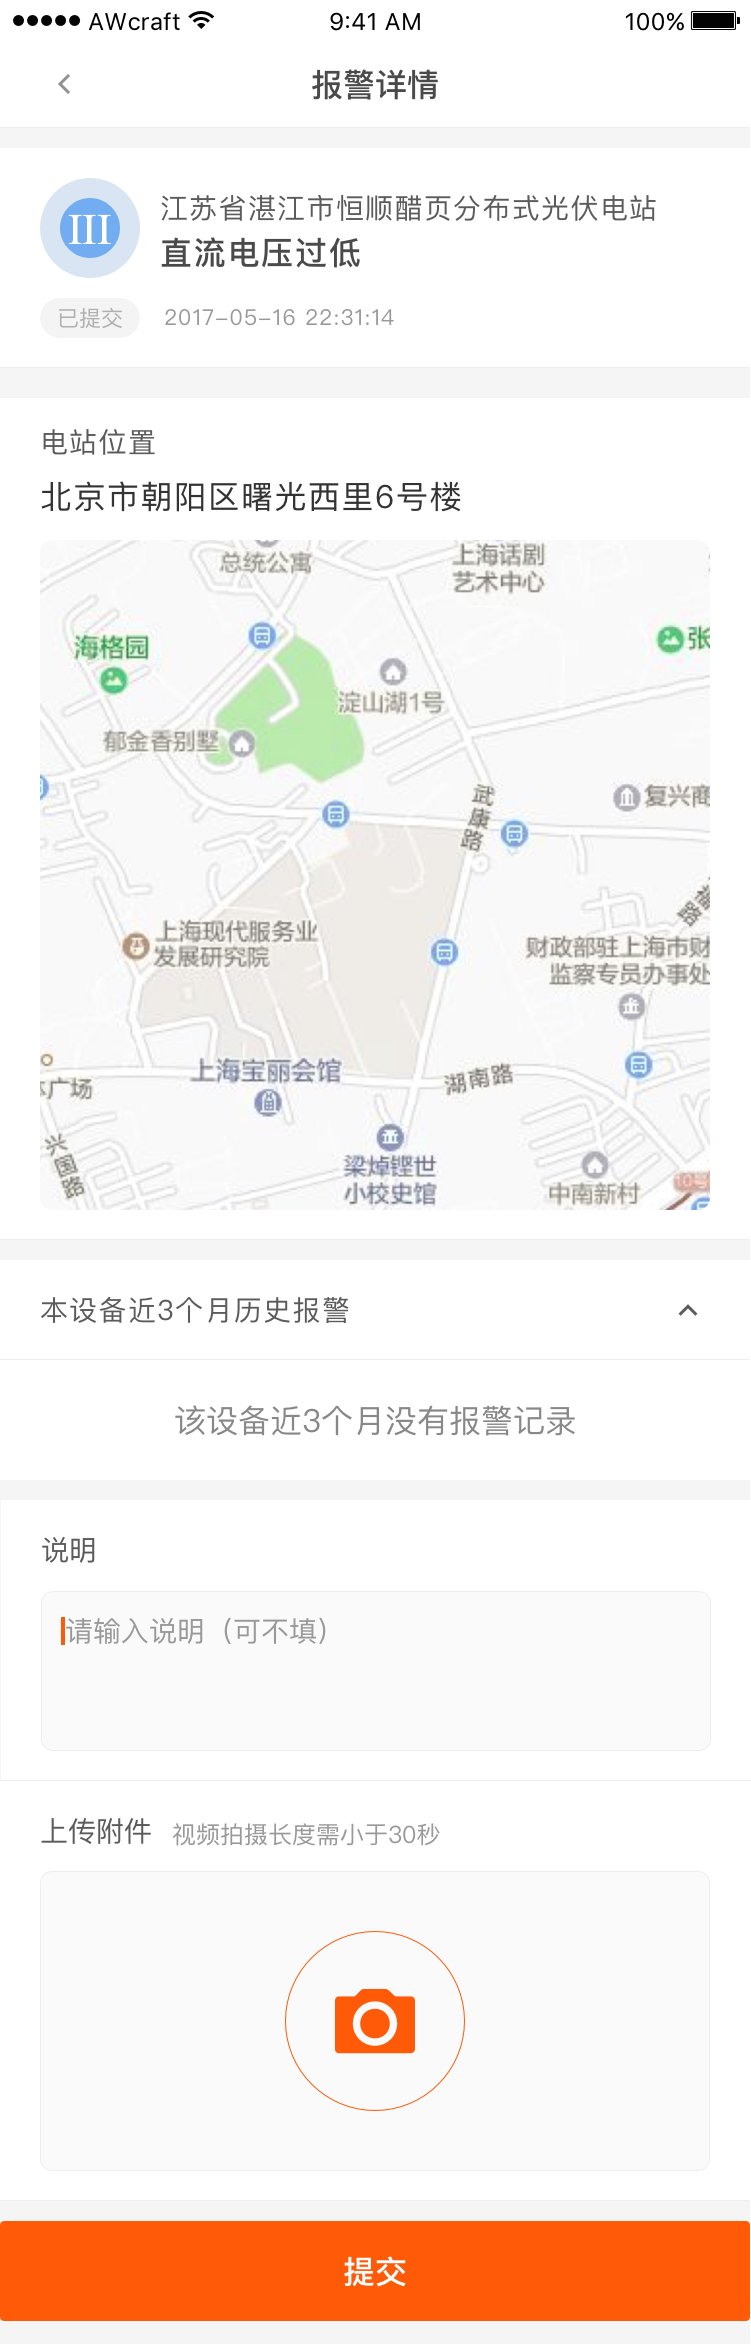 AWcraft 9:41 AM 100%
报警详情
III
江苏省湛江市恒顺醋页分布式光伏电站
直流电压过低
已提交 2017-05-16 22:31:14
电站位置
北京市朝阳区曙光西里6号楼
总统公寓
上海话剧
艺术中心
海格园
张
淀山湖1号
郁金香别墅
武康路
复兴商
上海现代服务业
发展研究院
财政部驻上海市财
监察专员办事处
上海宝丽会馆
湖南路
广场
兴国路
梁焯铿世
小校史馆
中南新村
10号
本设备近3个月历史报警
该设备近3个月没有报警记录
说明
请输入说明（可不填）
上传附件 视频拍摄长度需小于30秒
提交